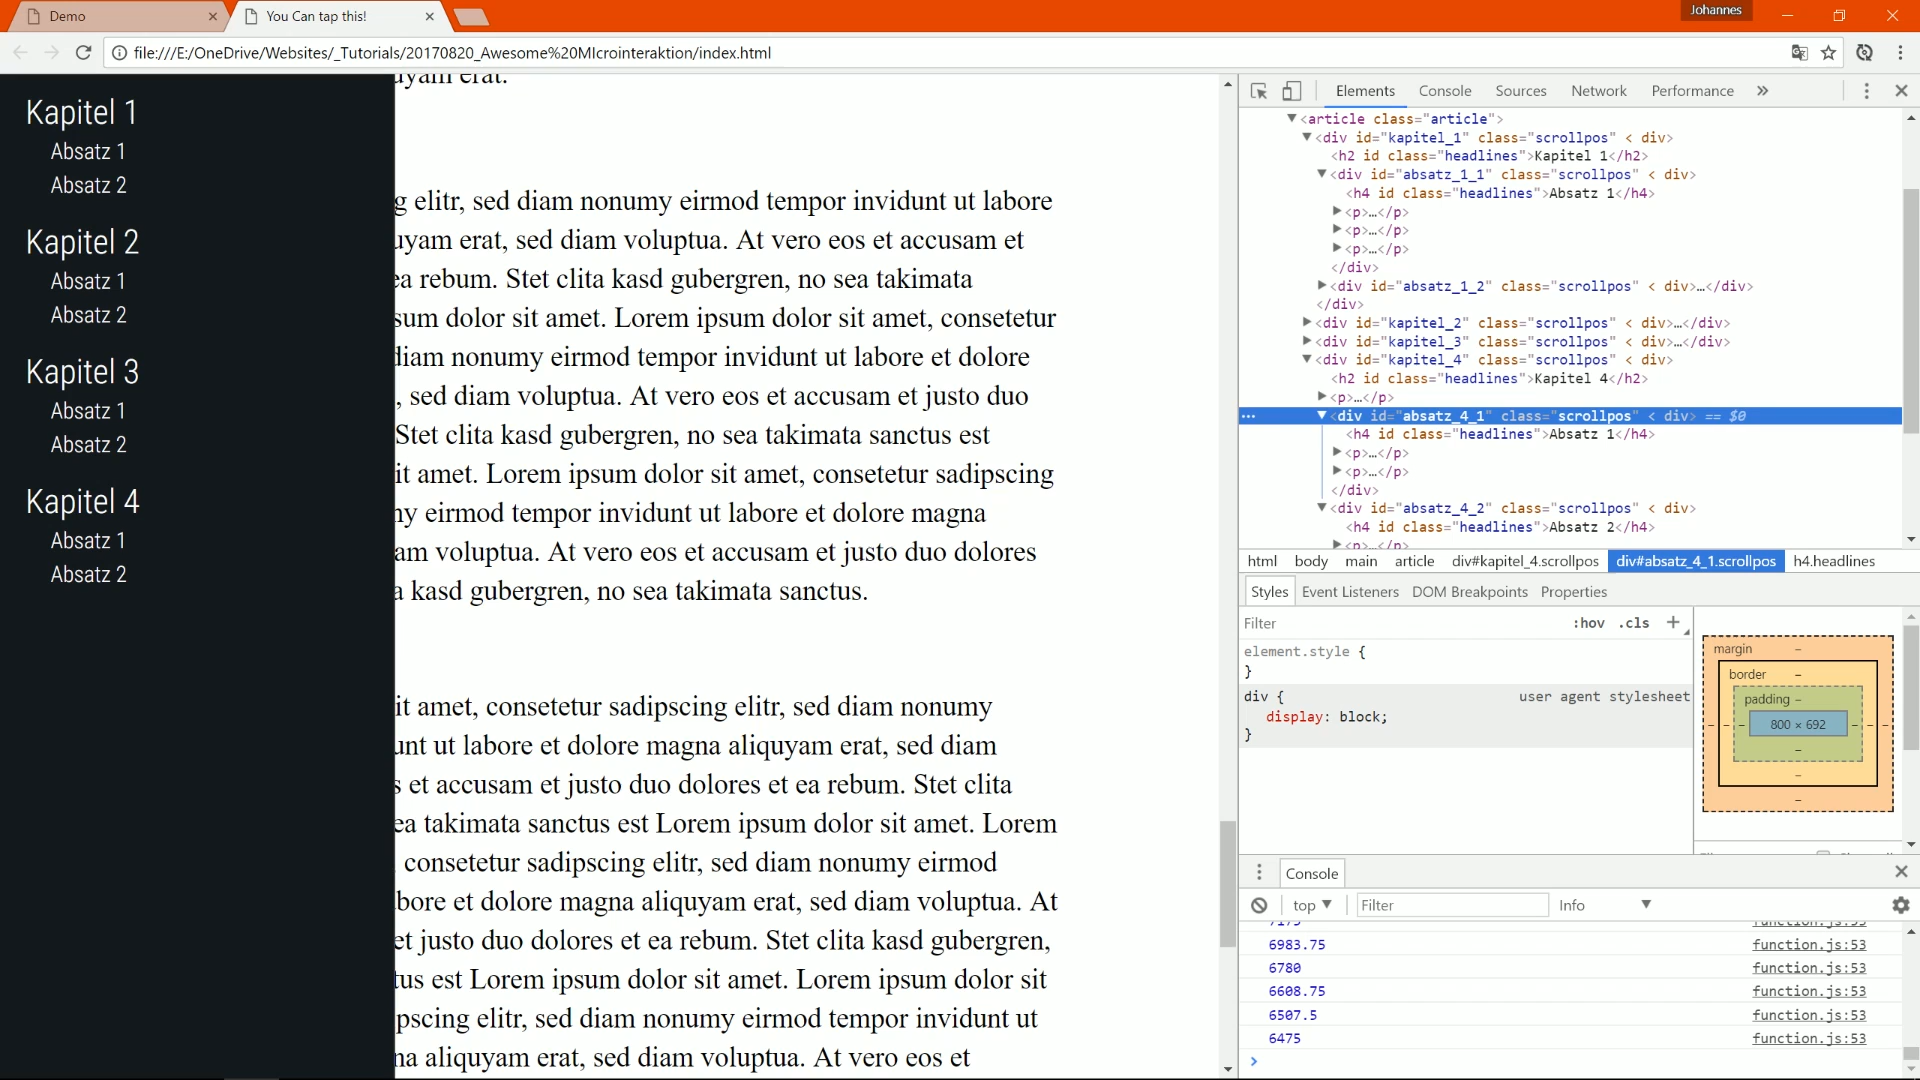 Demo
You Can tap this!
Johannes
file:///E:/OneDrive/Websites/_Tutorials/20170820_Awesome%20MIcrointeraktion/index.html
Kapitel 1
Absatz 1
Absatz 2
Kapitel 2
Absatz 1
Absatz 2
Kapitel 3
Absatz 1
Absatz 2
Kapitel 4
Absatz 1
Absatz 2
uyam erat.
g elitr, sed diam nonumy eirmod tempor invidunt ut labore
uyam erat, sed diam voluptua. At vero eos et accusam et
ea rebum. Stet clita kasd gubergren, no sea takimata
sum dolor sit amet. Lorem ipsum dolor sit amet, consetetur
diam nonumy eirmod tempor invidunt ut labore et dolore
, sed diam voluptua. At vero eos et accusam et justo duo
Stet clita kasd gubergren, no sea takimata sanctus est
it amet. Lorem ipsum dolor sit amet, consetetur sadipscing
ny eirmod tempor invidunt ut labore et dolore magna
am voluptua. At vero eos et accusam et justo duo dolores
a kasd gubergren, no sea takimata sanctus.
it amet, consetetur sadipscing elitr, sed diam nonumy
unt ut labore et dolore magna aliquyam erat, sed diam
s et accusam et justo duo dolores et ea rebum. Stet clita
ea takimata sanctus est Lorem ipsum dolor sit amet. Lorem
, consetetur sadipscing elitr, sed diam nonumy eirmod
bore et dolore magna aliquyam erat, sed diam voluptua. At
et justo duo dolores et ea rebum. Stet clita kasd gubergren,
tus est Lorem ipsum dolor sit amet. Lorem ipsum dolor sit
pscing elitr, sed diam nonumy eirmod tempor invidunt ut
na aliquyam erat, sed diam voluptua. At vero eos et
Elements Console Sources Network Performance »
<article class="article">
<div id="kapitel_1" class="scrollpos" < div>
<h2 id class="headlines">Kapitel 1</h2>
<div id="absatz_1_1" class="scrollpos" < div>
<h4 id class="headlines">Absatz 1</h4>
<p>…</p>
<p>…</p>
<p>…</p>
</div>
<div id="absatz_1_2" class="scrollpos" < div>…</div>
</div>
<div id="kapitel_2" class="scrollpos" < div>…</div>
<div id="kapitel_3" class="scrollpos" < div>…</div>
<div id="kapitel_4" class="scrollpos" < div>
<h2 id class="headlines">Kapitel 4</h2>
<p>…</p>
<div id="absatz_4_1" class="scrollpos" < div> == $0
<h4 id class="headlines">Absatz 1</h4>
<p>…</p>
<p>…</p>
</div>
<div id="absatz_4_2" class="scrollpos" < div>
<h4 id class="headlines">Absatz 2</h4>
<p>…</p>
html body main article div#kapitel_4.scrollpos div#absatz_4_1.scrollpos h4.headlines
Styles Event Listeners DOM Breakpoints Properties
Filter :hov .cls +
element.style {
}
div { user agent stylesheet
display: block;
}
margin –
border –
padding –
– – – 800 × 692 – – –
–
–
–
Console
top Filter Info
7175 function.js:53
6983.75 function.js:53
6780 function.js:53
6608.75 function.js:53
6507.5 function.js:53
6475 function.js:53